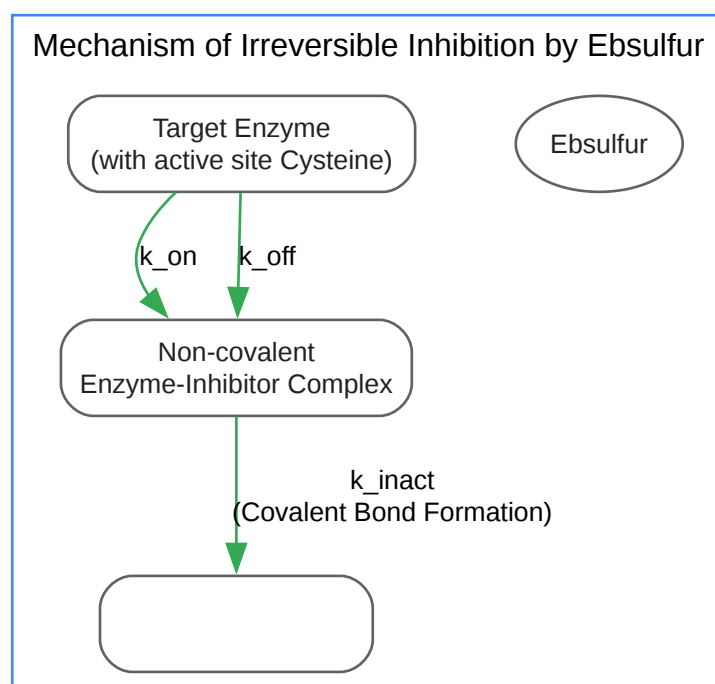 Mechanism of Irreversible Inhibition by Ebsulfur
Target Enzyme
(with active site Cysteine)
Ebsulfur
k_on
k_off
Non-covalent
Enzyme-Inhibitor Complex
k_inact
(Covalent Bond Formation)